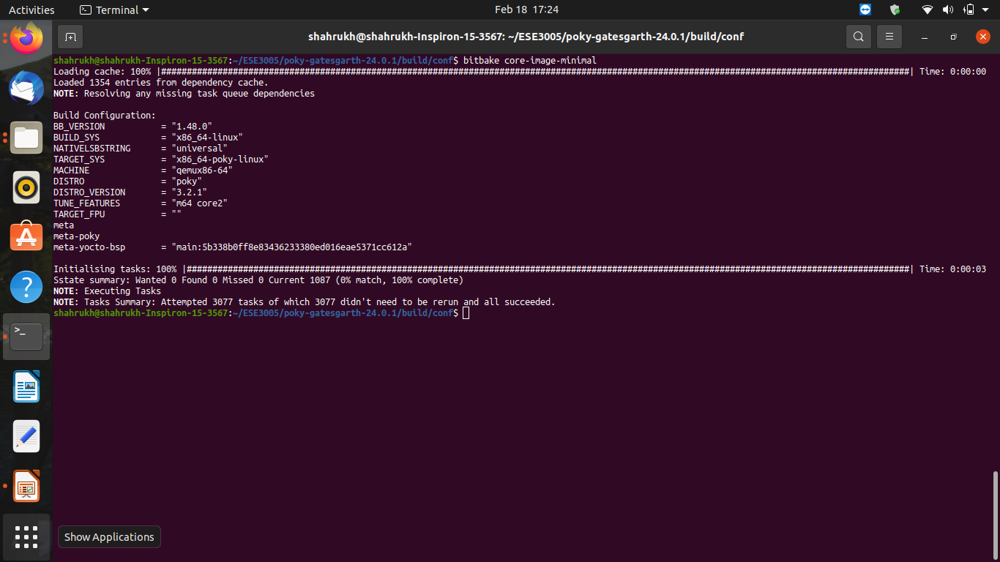 Activities
Terminal
Feb 18 17:24
shahrukh@shahrukh-Inspiron-15-3567: ~/ESE3005/poky-gatesgarth-24.0.1/build/conf
shahrukh@shahrukh-Inspiron-15-3567:~/ESE3005/poky-gatesgarth-24.0.1/build/conf$ bitbake core-image-minimal
Loading cache: 100% |##################################################################################################################################################| Time: 0:00:00
Loaded 1354 entries from dependency cache.
NOTE: Resolving any missing task queue dependencies
Build Configuration:
BB_VERSION           = "1.48.0"
BUILD_SYS            = "x86_64-linux"
NATIVELSBSTRING      = "universal"
TARGET_SYS           = "x86_64-poky-linux"
MACHINE              = "qemux86-64"
DISTRO               = "poky"
DISTRO_VERSION       = "3.2.1"
TUNE_FEATURES        = "m64 core2"
TARGET_FPU           = ""
meta
meta-poky
meta-yocto-bsp       = "main:5b338b0ff8e83436233380ed016eae5371cc612a"
Initialising tasks: 100% |#############################################################################################################################################| Time: 0:00:03
Sstate summary: Wanted 0 Found 0 Missed 0 Current 1087 (0% match, 100% complete)
NOTE: Executing Tasks
NOTE: Tasks Summary: Attempted 3077 tasks of which 3077 didn't need to be rerun and all succeeded.
shahrukh@shahrukh-Inspiron-15-3567:~/ESE3005/poky-gatesgarth-24.0.1/build/conf$
Show Applications